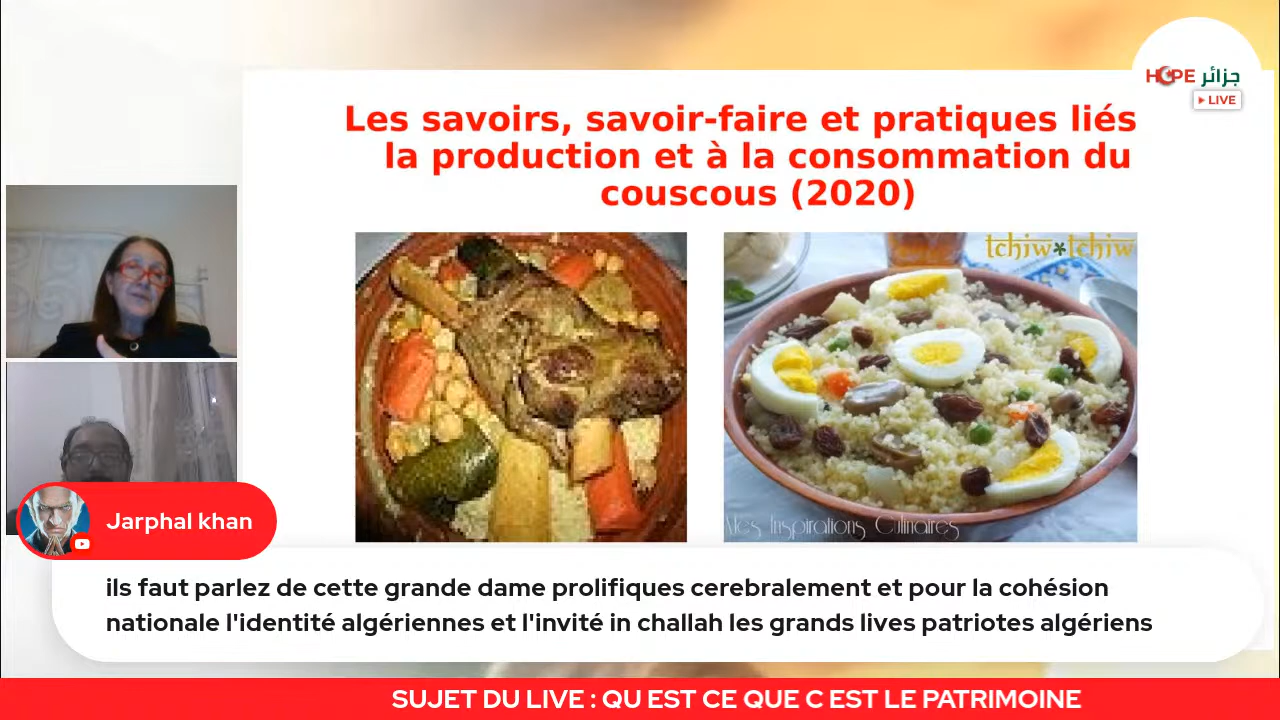 HOPE جزائر
LIVE
Les savoirs, savoir-faire et pratiques liés
la production et à la consommation du
couscous (2020)
tchiw*tchiw
Mes Inspirations Culinaires
Jarphal khan
ils faut parlez de cette grande dame prolifiques cerebralement et pour la cohésion
nationale l'identité algériennes et l'invité in challah les grands lives patriotes algériens
SUJET DU LIVE : QU EST CE QUE C EST LE PATRIMOINE